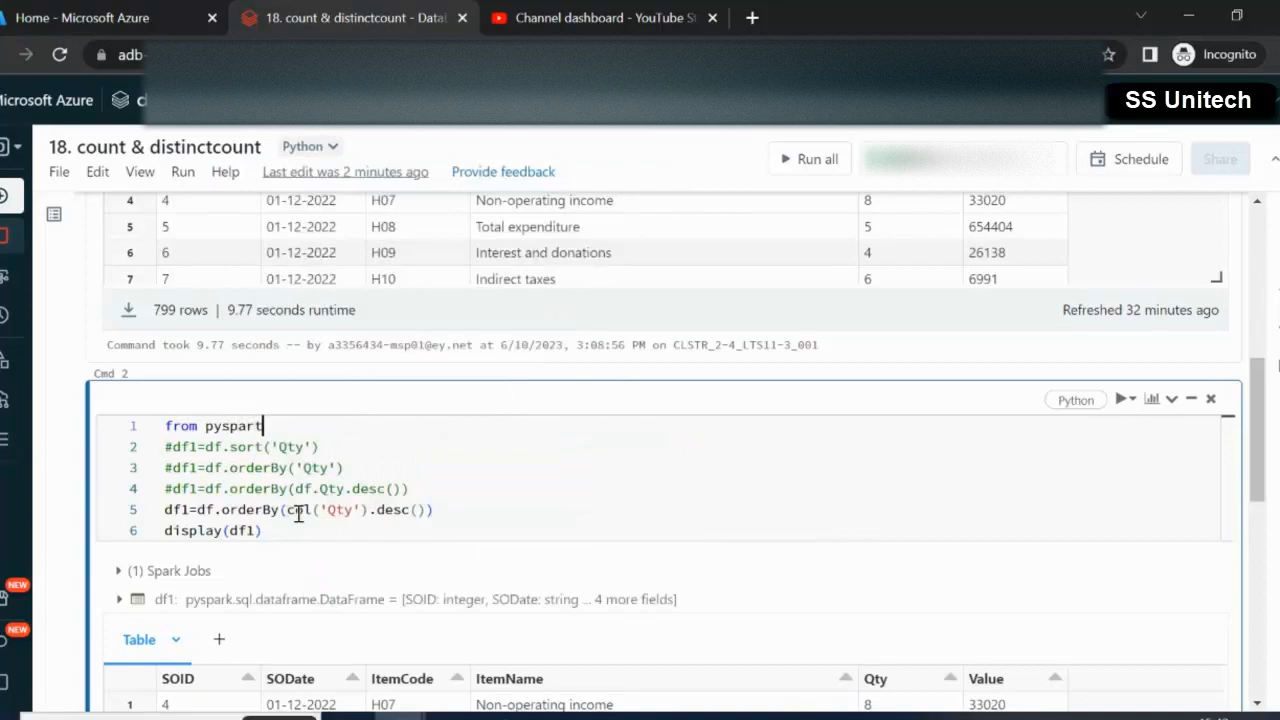 Home - Microsoft Azure
18. count & distinctcount - Datal
Channel dashboard - YouTube St
adb-
Incognito
Microsoft Azure
SS Unitech
18. count & distinctcount
Python
Run all
Schedule
Share
File Edit View Run Help Last edit was 2 minutes ago Provide feedback
4 4 01-12-2022 H07 Non-operating income 8 33020
5 5 01-12-2022 H08 Total expenditure 5 654404
6 6 01-12-2022 H09 Interest and donations 4 26138
7 7 01-12-2022 H10 Indirect taxes 6 6991
799 rows | 9.77 seconds runtime
Refreshed 32 minutes ago
Command took 9.77 seconds -- by a3356434-msp01@ey.net at 6/10/2023, 3:08:56 PM on CLSTR_2-4_LTS11-3_001
Cmd 2
Python
1 from pyspart
2 #df1=df.sort('Qty')
3 #df1=df.orderBy('Qty')
4 #df1=df.orderBy(df.Qty.desc())
5 df1=df.orderBy(col('Qty').desc())
6 display(df1)
(1) Spark Jobs
df1: pyspark.sql.dataframe.DataFrame = [SOID: integer, SODate: string ... 4 more fields]
NEW
Table
NEW
SOID SODate ItemCode ItemName Qty Value
1 4 01-12-2022 H07 Non-operating income 8 33020